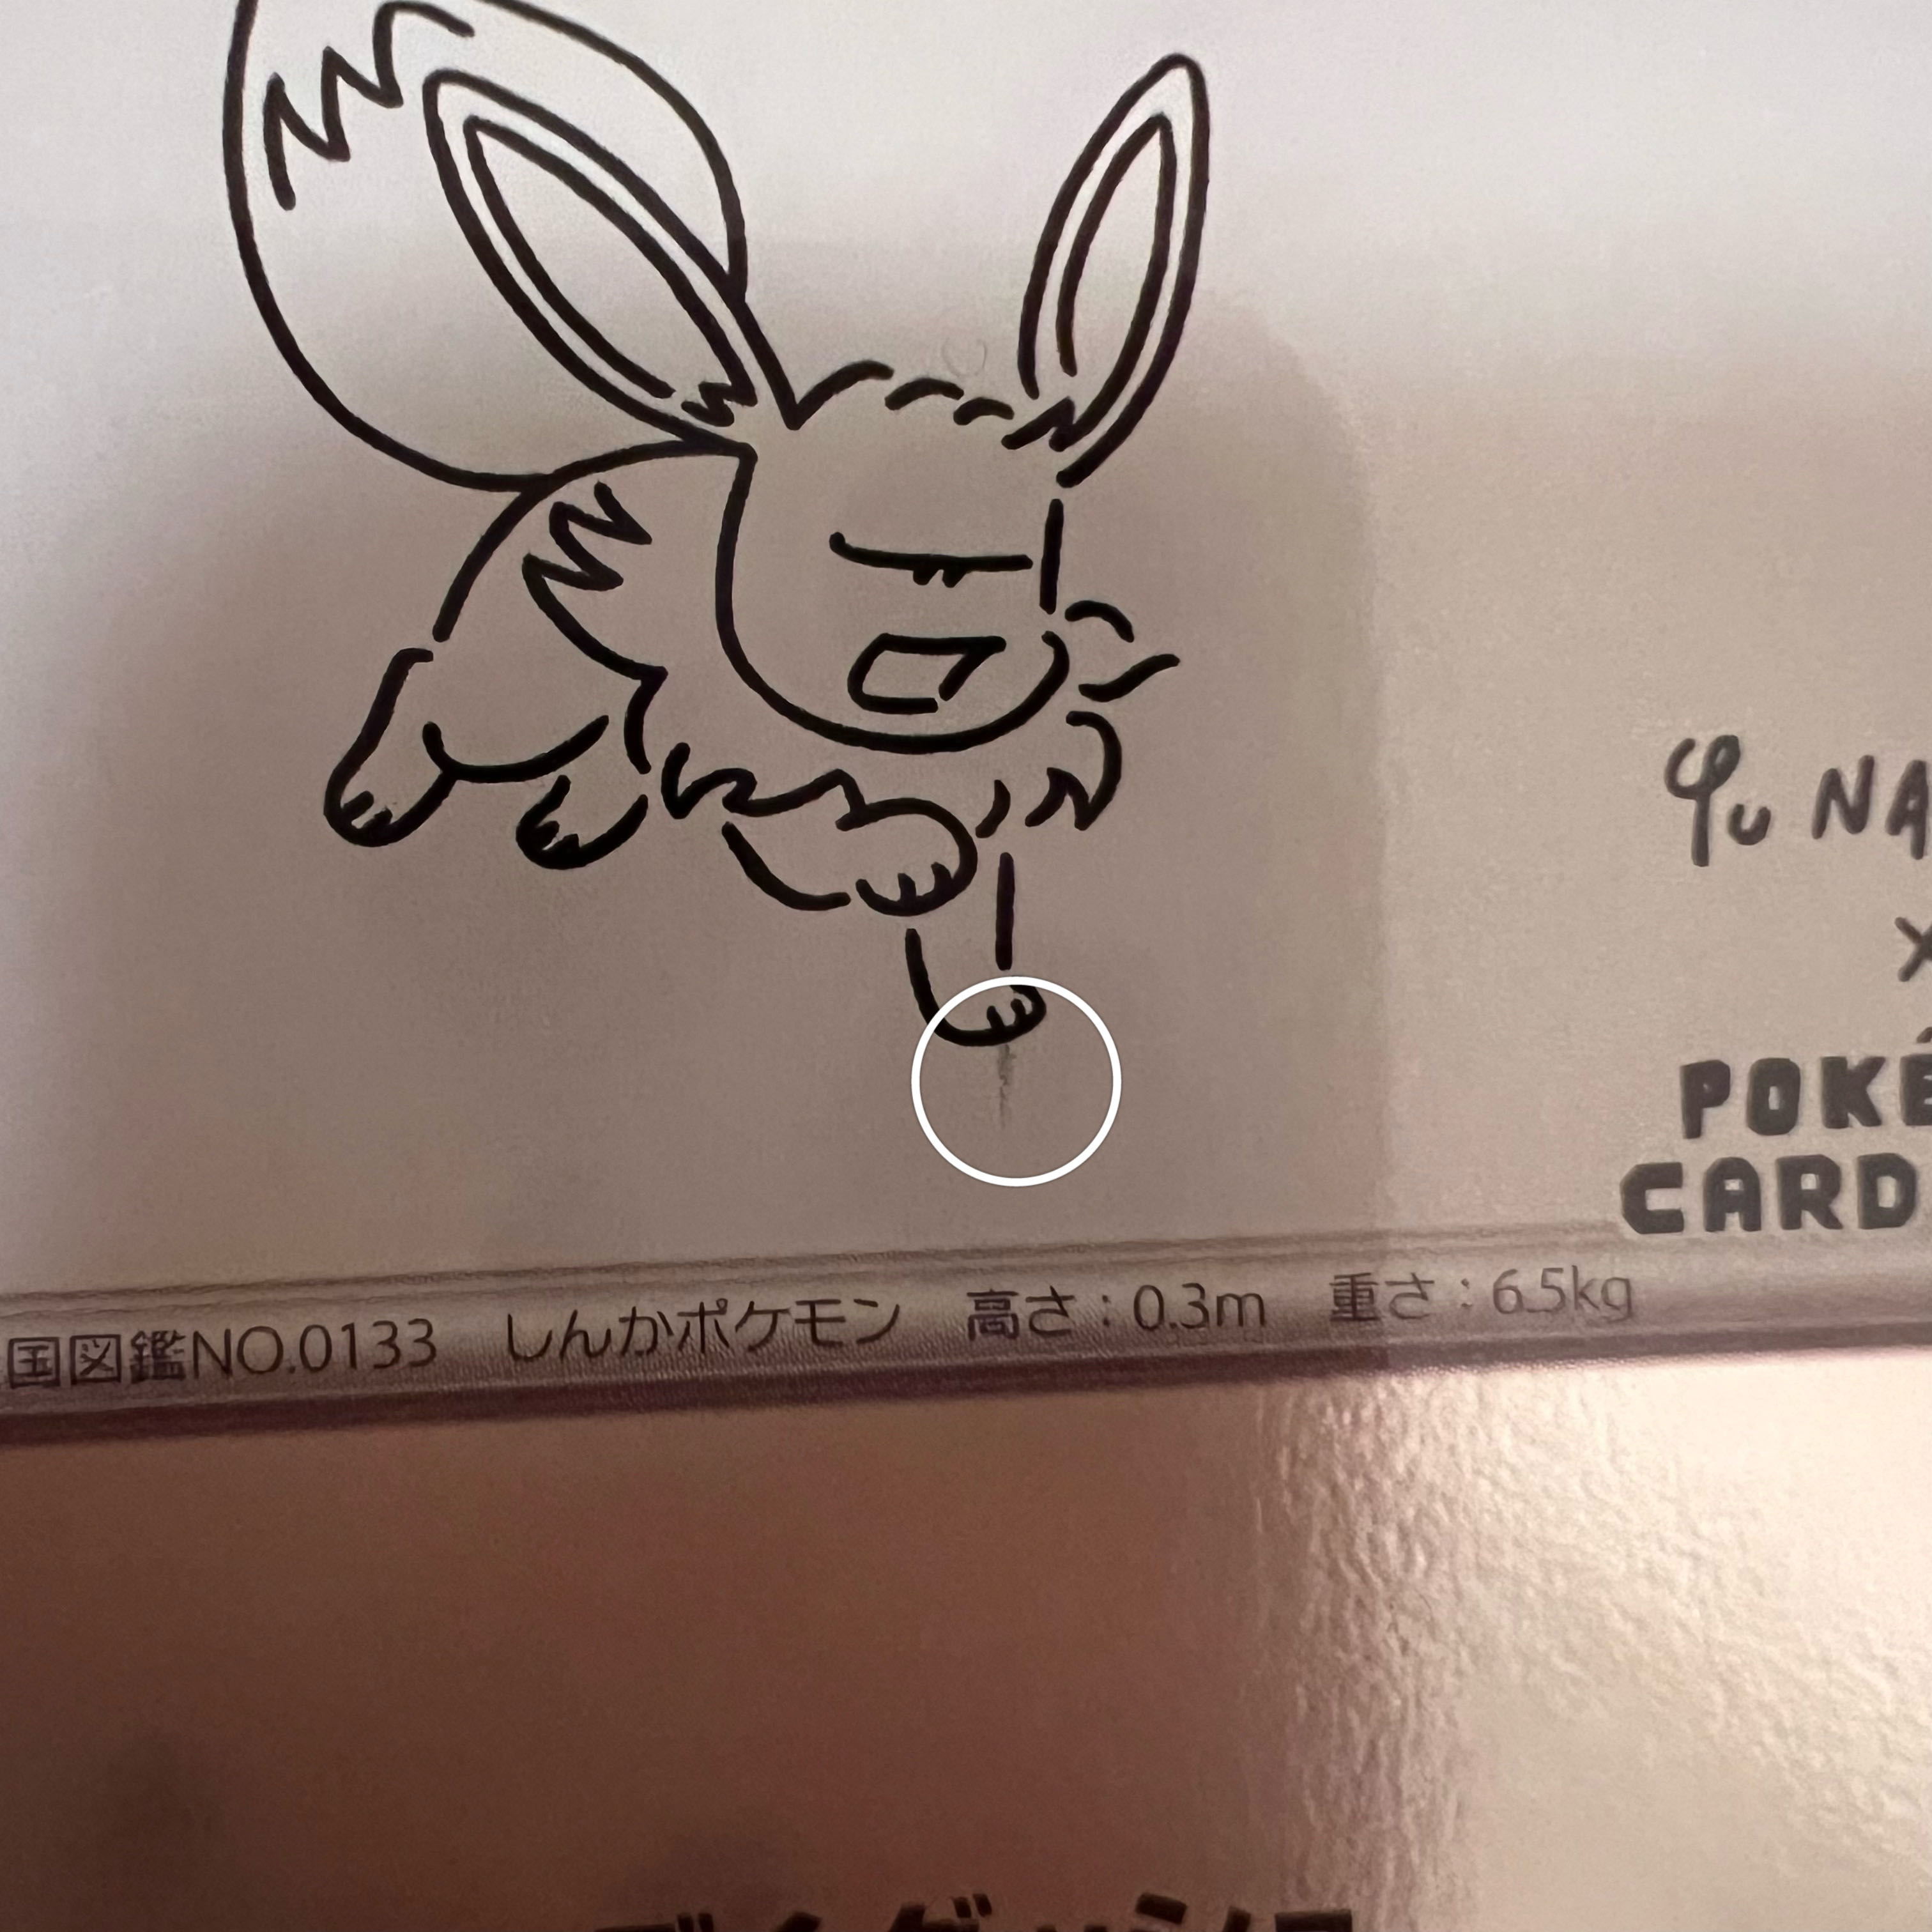 Yu NA
×
POKÉ
CARD
国図鑑NO.0133 しんかポケモン 高さ:0.3m 重さ:6.5kg